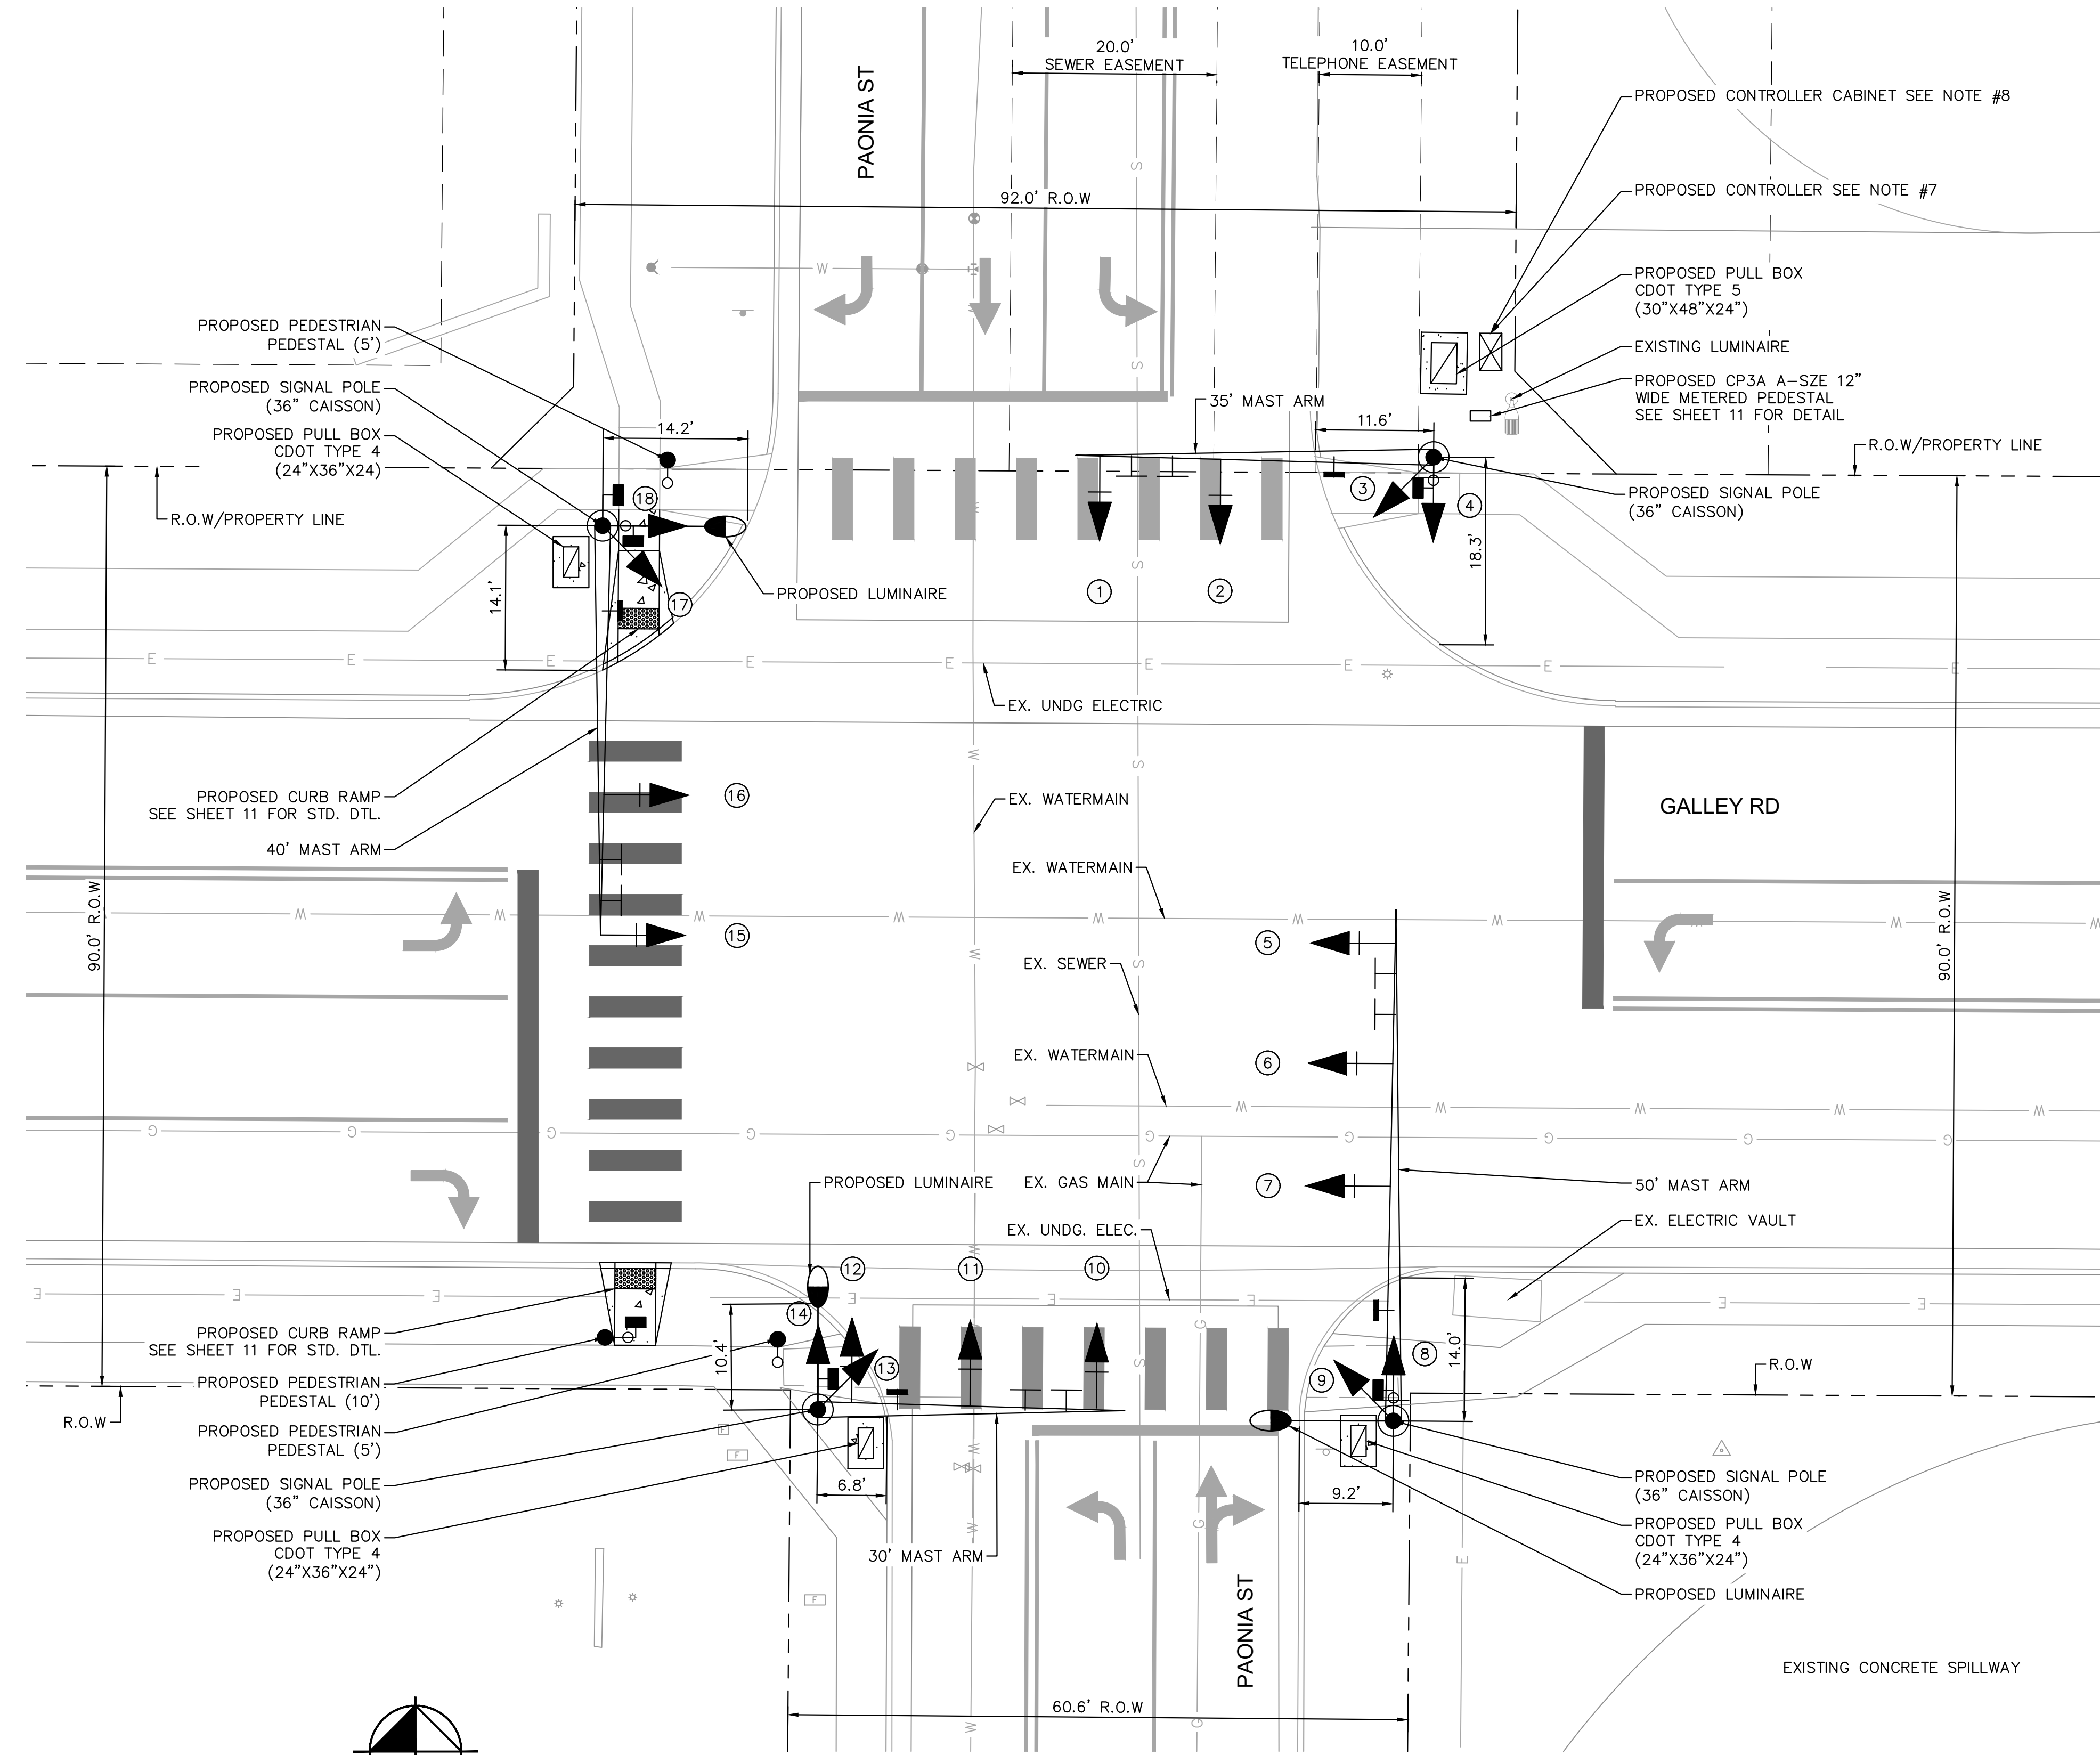 20.0'
SEWER EASEMENT
10.0'
TELEPHONE EASEMENT
PAONIA ST
PROPOSED CONTROLLER CABINET SEE NOTE #8
PROPOSED CONTROLLER SEE NOTE #7
92.0' R.O.W
PROPOSED PULL BOX
CDOT TYPE 5
(30"X48"X24")
EXISTING LUMINAIRE
PROPOSED CP3A A-SZE 12"
WIDE METERED PEDESTAL
SEE SHEET 11 FOR DETAIL
PROPOSED PEDESTRIAN
PEDESTAL (5')
PROPOSED SIGNAL POLE
(36" CAISSON)
PROPOSED PULL BOX
CDOT TYPE 4
(24"X36"X24)
14.2'
35' MAST ARM
11.6'
R.O.W/PROPERTY LINE
R.O.W/PROPERTY LINE
PROPOSED SIGNAL POLE
(36" CAISSON)
18
3
4
18.3'
14.1'
17
PROPOSED LUMINAIRE
1
2
W
S
S
S
S
E E E E E E E E E
EX. UNDG ELECTRIC
PROPOSED CURB RAMP
SEE SHEET 11 FOR STD. DTL.
40' MAST ARM
16
EX. WATERMAIN
GALLEY RD
EX. WATERMAIN
90.0' R.O.W
90.0' R.O.W
W W W W W W W W W
15
5
EX. SEWER
EX. WATERMAIN
6
W W W W W
G G G G G G G G G G
PROPOSED LUMINAIRE
EX. GAS MAIN
7
50' MAST ARM
EX. UNDG. ELEC.
EX. ELECTRIC VAULT
12
11
10
14
E E E E E E E E
PROPOSED CURB RAMP
SEE SHEET 11 FOR STD. DTL.
10.4'
13
8
14.0'
9
R.O.W
PROPOSED PEDESTRIAN
PEDESTAL (10')
R.O.W
PROPOSED PEDESTRIAN
PEDESTAL (5')
F
F
PROPOSED SIGNAL POLE
(36" CAISSON)
6.8'
9.2'
PROPOSED SIGNAL POLE
(36" CAISSON)
PROPOSED PULL BOX
CDOT TYPE 4
(24"X36"X24")
PROPOSED PULL BOX
CDOT TYPE 4
(24"X36"X24")
30' MAST ARM
PROPOSED LUMINAIRE
F
E
PAONIA ST
EXISTING CONCRETE SPILLWAY
60.6' R.O.W
W
G